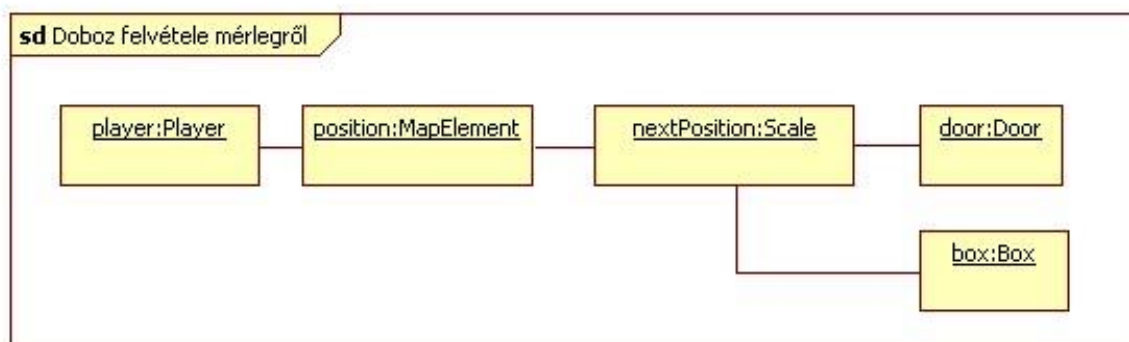 sd Doboz felvétele mérlegről
player:Player
position:MapElement
nextPosition:Scale
door:Door
box:Box